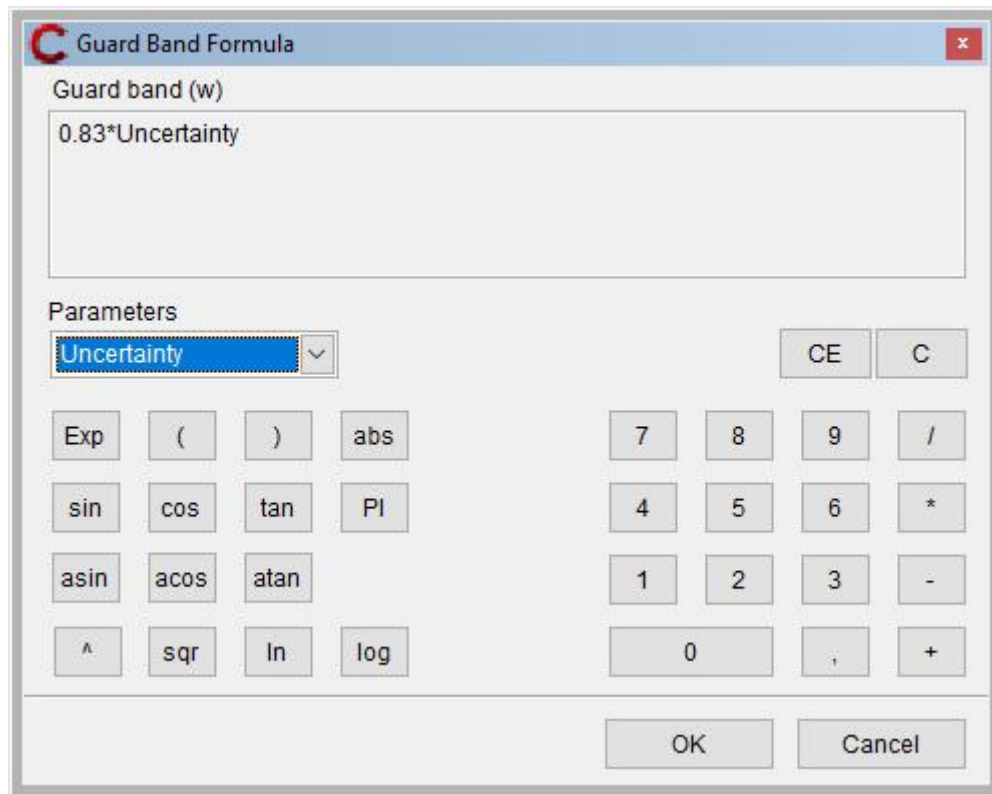 Guard Band Formula
x
Guard band (w)
0.83*Uncertainty
Parameters
Uncertainty
CE C
Exp ( ) abs 7 8 9 /
sin cos tan PI 4 5 6 *
asin acos atan 1 2 3 -
^ sqr ln log 0 , +
OK Cancel